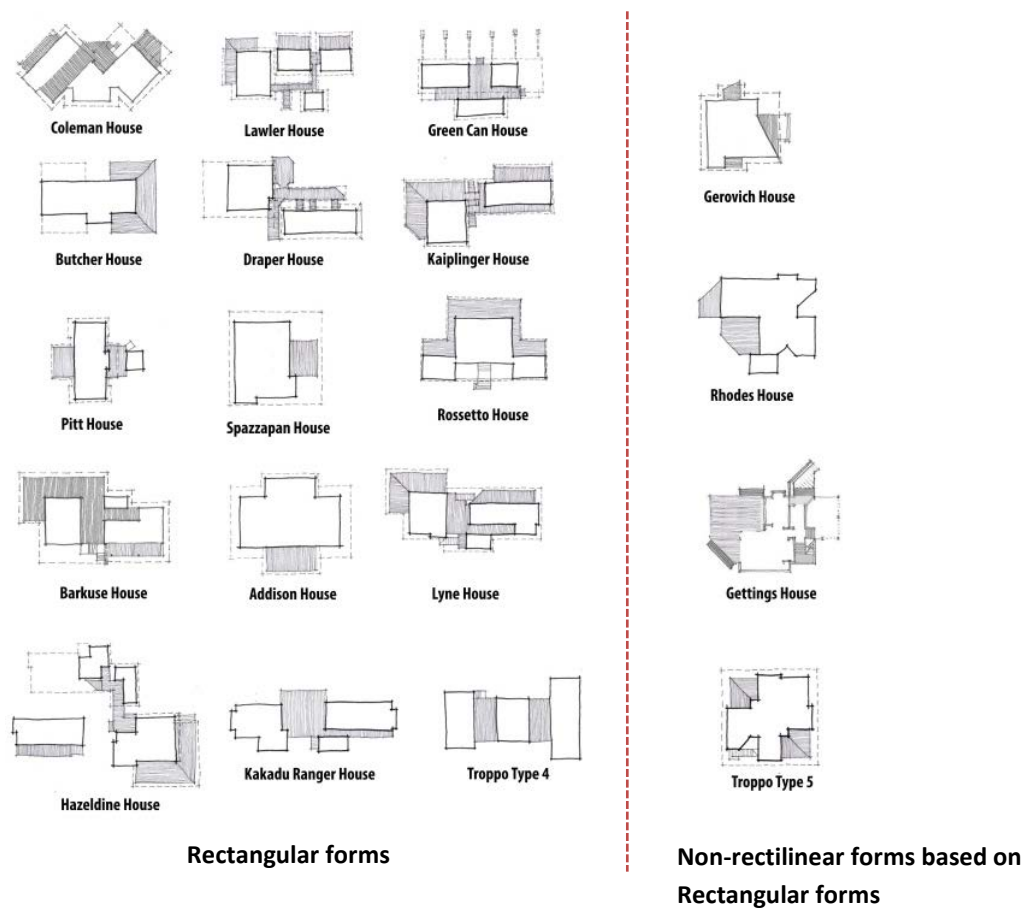 Coleman House
Lawler House
Green Can House
Gerovich House
Butcher House
Draper House
Kaiplinger House
Pitt House
Spazzapan House
Rossetto House
Rhodes House
Barkuse House
Addison House
Lyne House
Gettings House
Hazeldine House
Kakadu Ranger House
Troppo Type 4
Troppo Type 5
Rectangular forms
Non-rectilinear forms based on
Rectangular forms